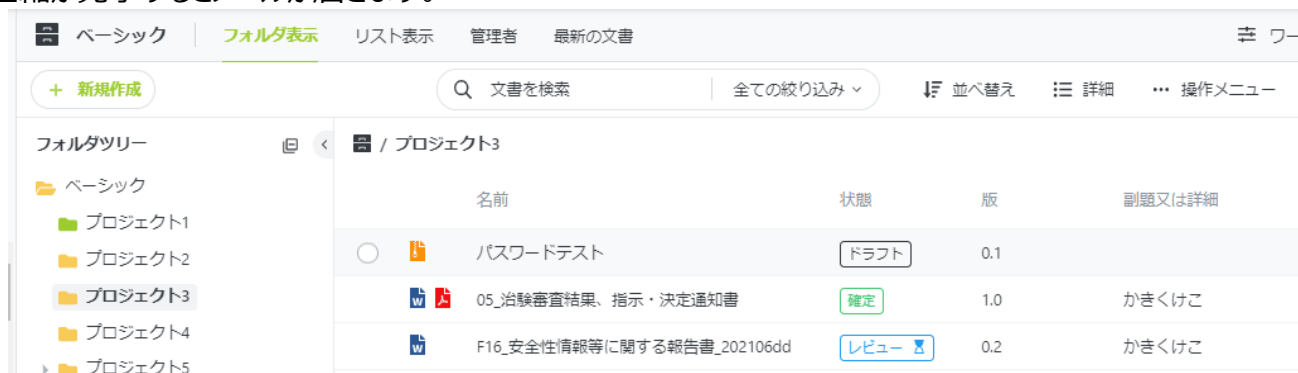 ベーシック フォルダ表示 リスト表示 管理者 最新の文書 ワー
+ 新規作成 文書を検索 全ての絞り込み 並べ替え 詳細 … 操作メニュー
フォルダツリー / プロジェクト3
ベーシック
プロジェクト1
プロジェクト2
プロジェクト3
プロジェクト4
プロジェクト5
名前 状態 版 副題又は詳細
パスワードテスト ドラフト 0.1
05_治験審査結果、指示・決定通知書 確定 1.0 かきくけこ
F16_安全性情報等に関する報告書_202106dd レビュー 0.2 かきくけこ